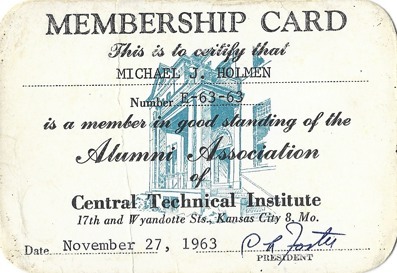 MEMBERSHIP CARD
This is to certify that
MICHAEL J. HOLMEN
Number E-63-63
is a member in good standing of the
Alumni Association
of
Central Technical Institute
17th and Wyandotte Sts., Kansas City 8, Mo.
Date November 27, 1963
PRESIDENT